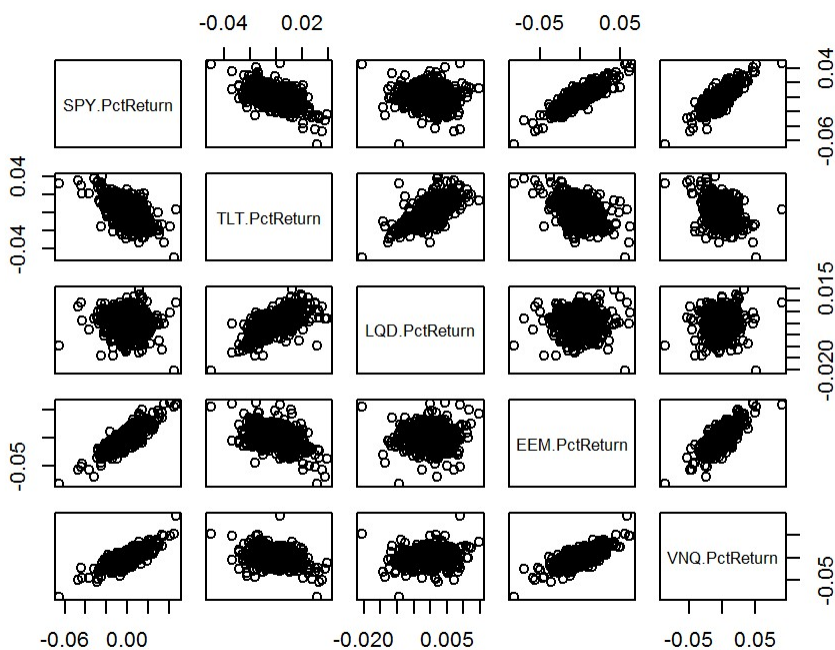 -0.04 0.02 -0.05 0.05
SPY.PctReturn
-0.06 0.04
-0.04 0.04
TLT.PctReturn
LQD.PctReturn
-0.020 0.015
-0.05
EEM.PctReturn
VNQ.PctReturn
-0.05
-0.06 0.00 -0.020 0.005 -0.05 0.05